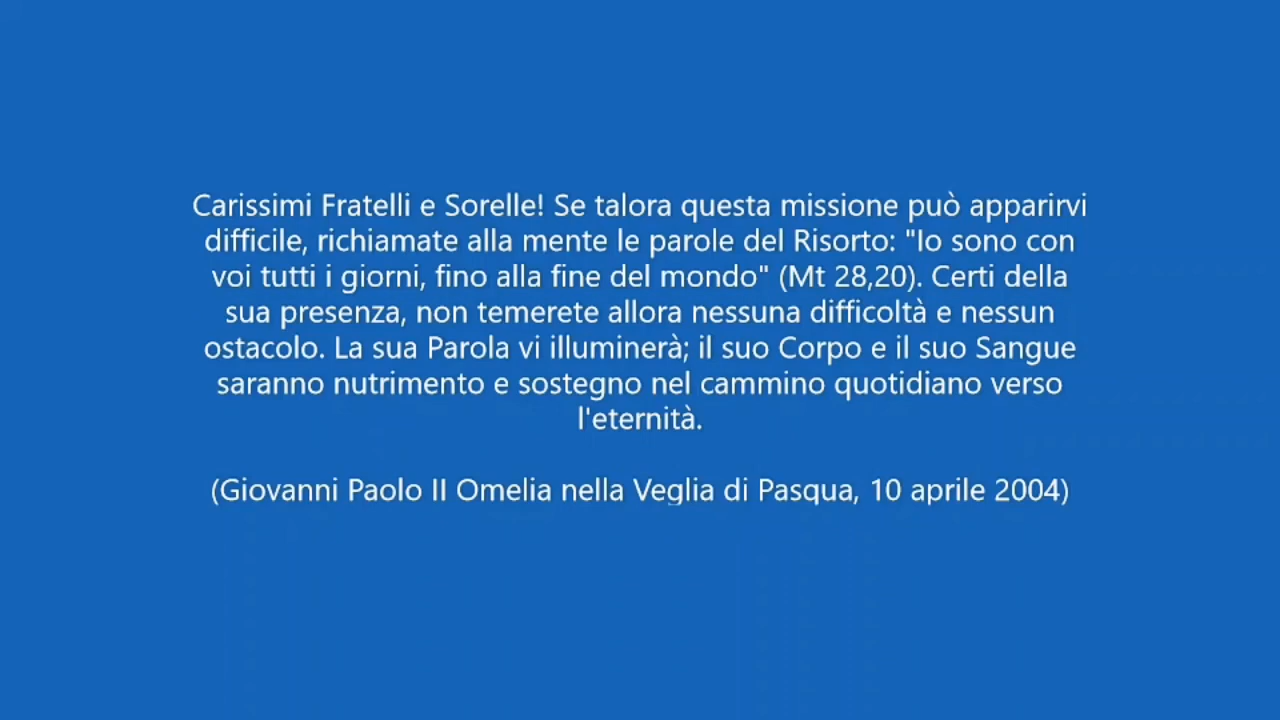 Carissimi Fratelli e Sorelle! Se talora questa missione può apparirvi
difficile, richiamate alla mente le parole del Risorto: "Io sono con
voi tutti i giorni, fino alla fine del mondo" (Mt 28,20). Certi della
sua presenza, non temerete allora nessuna difficoltà e nessun
ostacolo. La sua Parola vi illuminerà; il suo Corpo e il suo Sangue
saranno nutrimento e sostegno nel cammino quotidiano verso
l'eternità.
(Giovanni Paolo II Omelia nella Veglia di Pasqua, 10 aprile 2004)